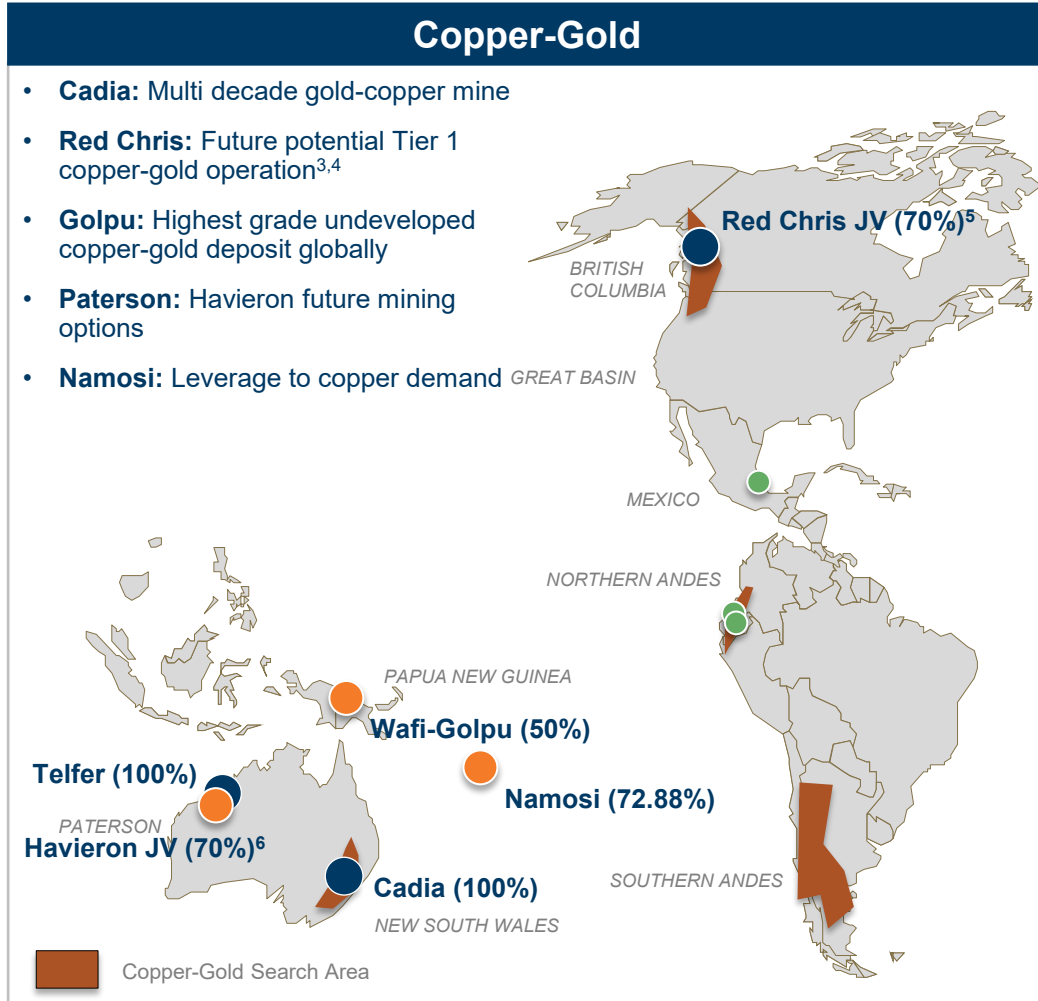 Copper-Gold
• Cadia: Multi decade gold-copper mine
• Red Chris: Future potential Tier 1
copper-gold operation3,4
• Golpu: Highest grade undeveloped
copper-gold deposit globally
• Paterson: Havieron future mining
options
• Namosi: Leverage to copper demand
Red Chris JV (70%)5
BRITISH
COLUMBIA
GREAT BASIN
MEXICO
NORTHERN ANDES
PAPUA NEW GUINEA
Wafi-Golpu (50%)
Telfer (100%)
Namosi (72.88%)
PATERSON
Havieron JV (70%)6
Cadia (100%)
SOUTHERN ANDES
NEW SOUTH WALES
Copper-Gold Search Area